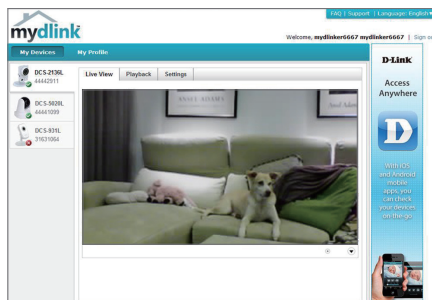 FAQ | Support | Language: English
mydlink
Welcome, mydlinker6667 mydlinker6667 | Sign
My Devices
My Profile
DCS-2136L
44442911
DCS-5020L
44441099
DCS-931L
31631064
Live View
Playback
Settings
ANSEL ADAMS
D-Link
Access
Anywhere
D
With iOS
and Android
mobile
apps, you
can check
your devices
on-the-go